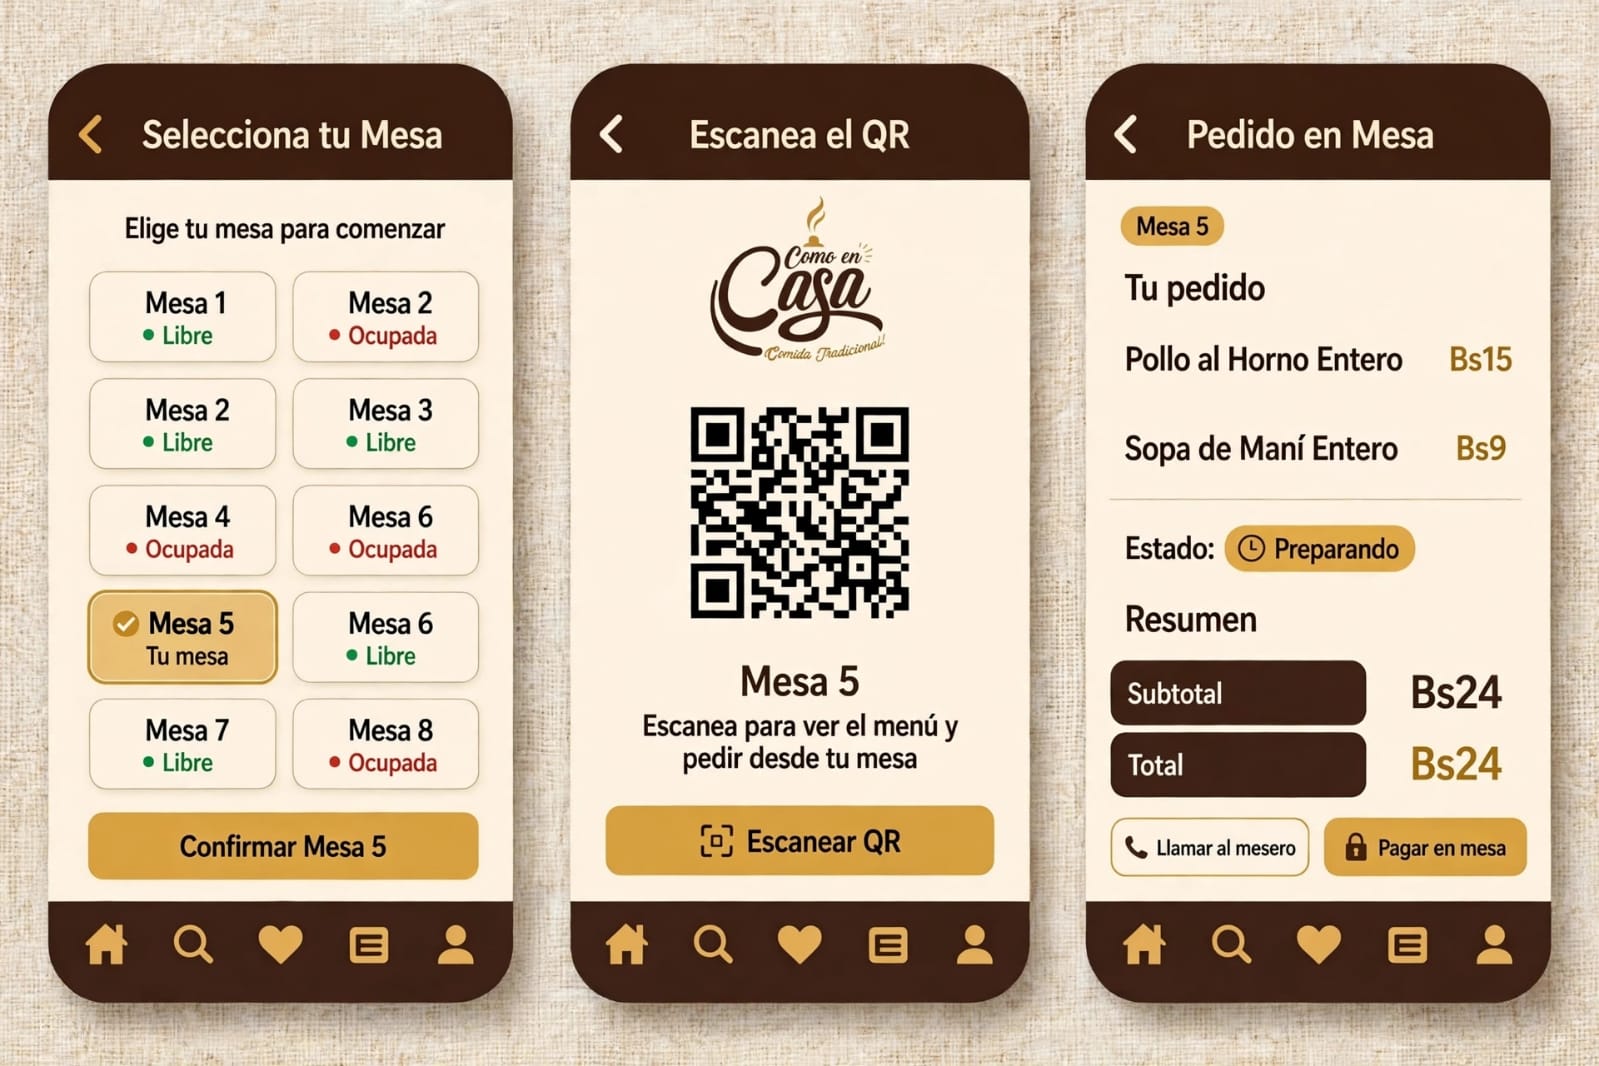 Selecciona tu Mesa
Elige tu mesa para comenzar
Mesa 1
Libre
Mesa 2
Ocupada
Mesa 2
Libre
Mesa 3
Libre
Mesa 4
Ocupada
Mesa 6
Ocupada
Mesa 5
Tu mesa
Mesa 6
Libre
Mesa 7
Libre
Mesa 8
Ocupada
Confirmar Mesa 5
Escanea el QR
Como en
Casa
Comida Tradicional!
Mesa 5
Escanea para ver el menú y
pedir desde tu mesa
Escanear QR
Pedido en Mesa
Mesa 5
Tu pedido
Pollo al Horno Entero Bs15
Sopa de Maní Entero Bs9
Estado: Preparando
Resumen
Subtotal Bs24
Total Bs24
Llamar al mesero
Pagar en mesa